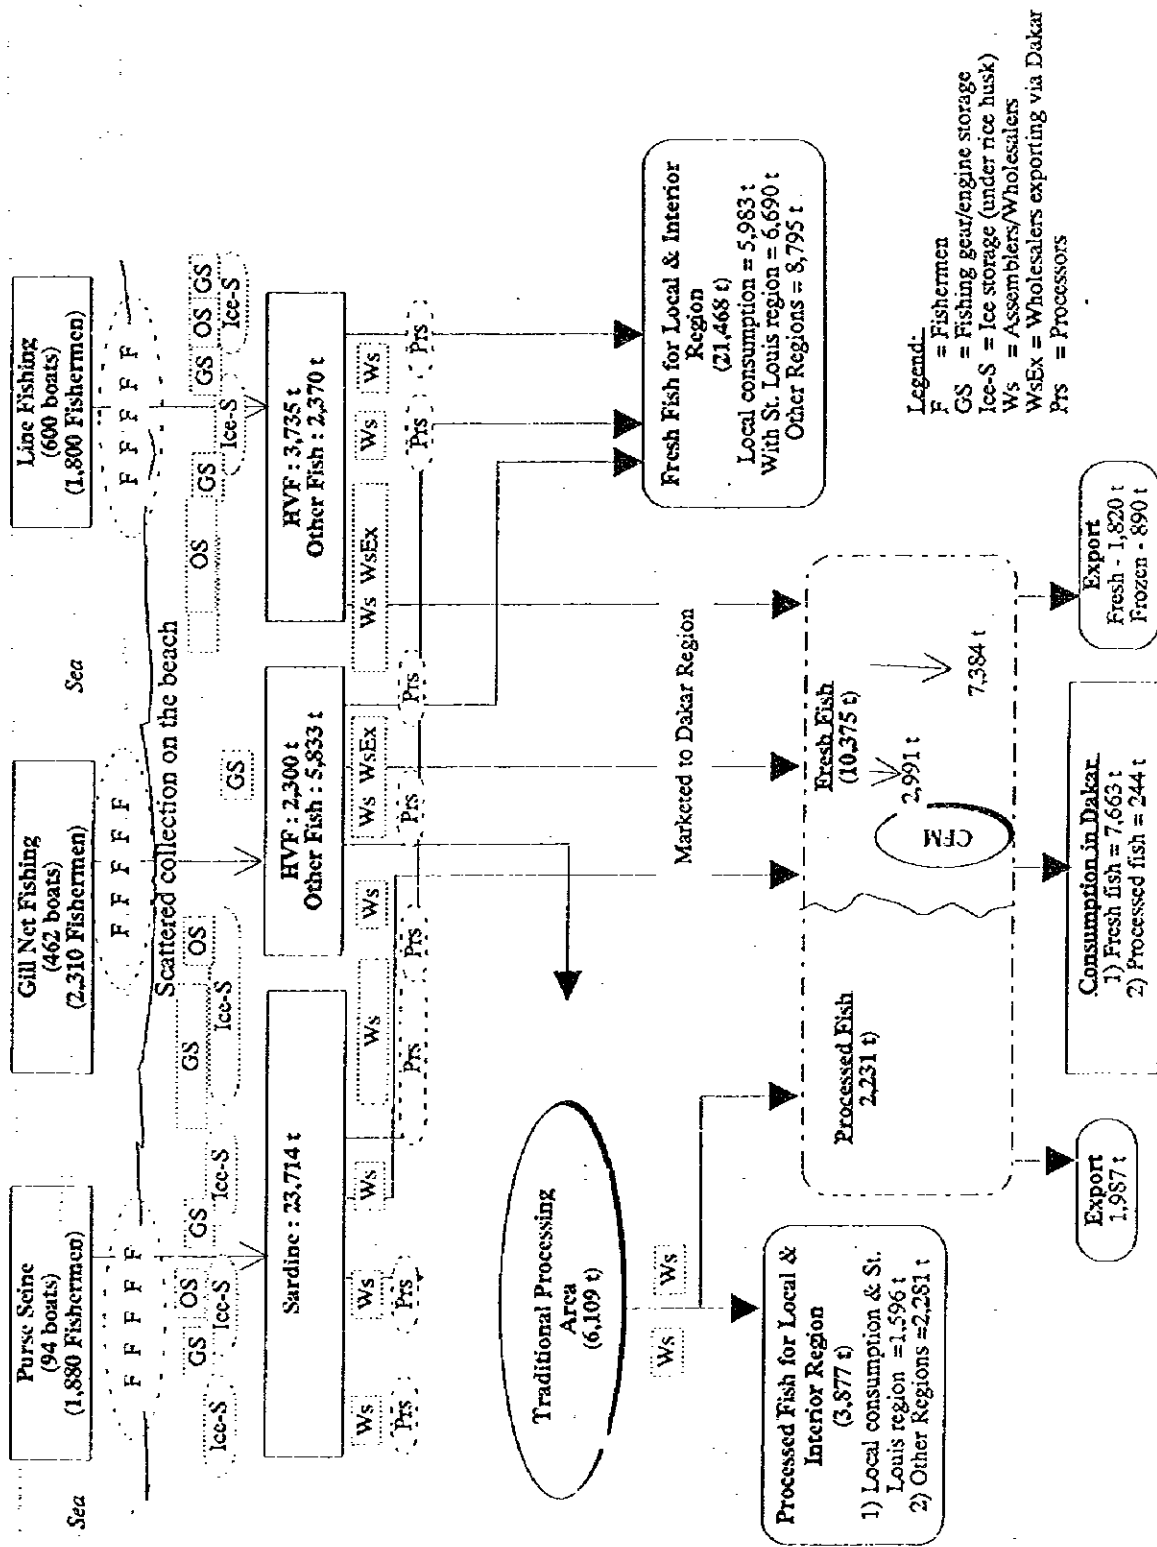 Sea
Purse Seine
(94 boats)
(1,880 Fishermen)
Gill Net Fishing
(462 boats)
(2,310 Fishermen)
Sea
Line Fishing
(600 boats)
(1,800 Fishermen)
F F F F F
F F F F F
F F F F F
Scattered collection on the beach
Ice-S
GS
OS
Ice-S
GS
Ice-S
GS
OS
Ice-S
GS
OS
GS
Ice-S
GS
OS
GS
Ice-S
Sardine : 23,714 t
HVF : 2,300 t
Other Fish : 5,833 t
HVF : 3,735 t
Other Fish : 2,370 t
Ws
Ws
Ws
Ws
Ws
Ws WsEx
Ws WsEx
Ws
Ws
Prs
Prs
Prs
Prs
Prs
Prs
Prs
Prs
Traditional Processing
Area
(6,109 t)
Ws
Ws
Marketed to Dakar Region
Fresh Fish for Local & Interior
Region
(21,468 t)
Local consumption = 5,983 t
With St. Louis region = 6,690 t
Other Regions = 8,795 t
Processed Fish for Local &
Interior Region
(3,877 t)
1) Local consumption & St.
Louis region = 1,596 t
2) Other Regions =2,281 t
Processed Fish
2,231 t)
Fresh Fish
(10,375 t)
2,991 t
CFM
7,384 t
Export
1,987 t
Consumption in Dakar
1) Fresh fish = 7,663 t
2) Processed fish = 244 t
Export
Fresh - 1,820 t
Frozen - 890 t
Legend:
F = Fishermen
GS = Fishing gear/engine storage
Ice-S = Ice storage (under rice husk)
Ws = Assemblers/Wholesalers
WsEx = Wholesalers exporting via Dakar
Prs = Processors